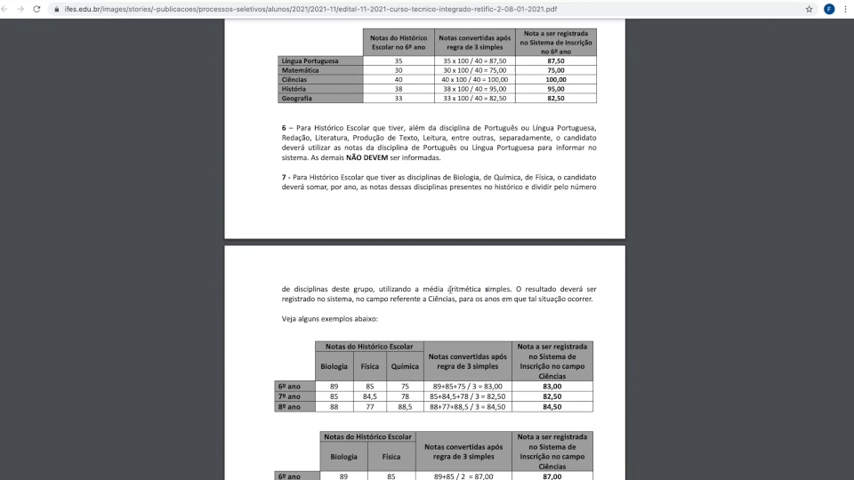 ifes.edu.br/images/stories/-publicacoes/processos-seletivos/alunos/2021/2021-11/edital-11-2021-curso-tecnico-integrado-retific-2-08-01-2021.pdf
F
Notas do Histórico Escolar no 6º ano Notas convertidas após regra de 3 simples Nota a ser registrada no Sistema de Inscrição no 6º ano
Língua Portuguesa 35 35 x 100 / 40 = 87,50 87,50
Matemática 30 30 x 100 / 40 = 75,00 75,00
Ciências 40 40 x 100 / 40 = 100,00 100,00
História 38 38 x 100 / 40 = 95,00 95,00
Geografia 33 33 x 100 / 40 = 82,50 82,50
6 – Para Histórico Escolar que tiver, além da disciplina de Português ou Língua Portuguesa,
Redação, Literatura, Produção de Texto, Leitura, entre outras, separadamente, o candidato
deverá utilizar as notas da disciplina de Português ou Língua Portuguesa para informar no
sistema. As demais NÃO DEVEM ser informadas.
7 - Para Histórico Escolar que tiver as disciplinas de Biologia, de Química, de Física, o candidato
deverá somar, por ano, as notas dessas disciplinas presentes no histórico e dividir pelo número
de disciplinas deste grupo, utilizando a média aritmética simples. O resultado deverá ser
registrado no sistema, no campo referente a Ciências, para os anos em que tal situação ocorrer.
Veja alguns exemplos abaixo:
Notas do Histórico Escolar Notas convertidas após regra de 3 simples Nota a ser registrada no Sistema de Inscrição no campo Ciências
Biologia Física Química
6º ano 89 85 75 89+85+75 / 3 = 83,00 83,00
7º ano 85 84,5 78 85+84,5+78 / 3 = 82,50 82,50
8º ano 88 77 88,5 88+77+88,5 / 3 = 84,50 84,50
Notas do Histórico Escolar Notas convertidas após regra de 3 simples Nota a ser registrada no Sistema de Inscrição no campo Ciências
Biologia Física
6º ano 89 85 89+85 / 2 = 87,00 87,00